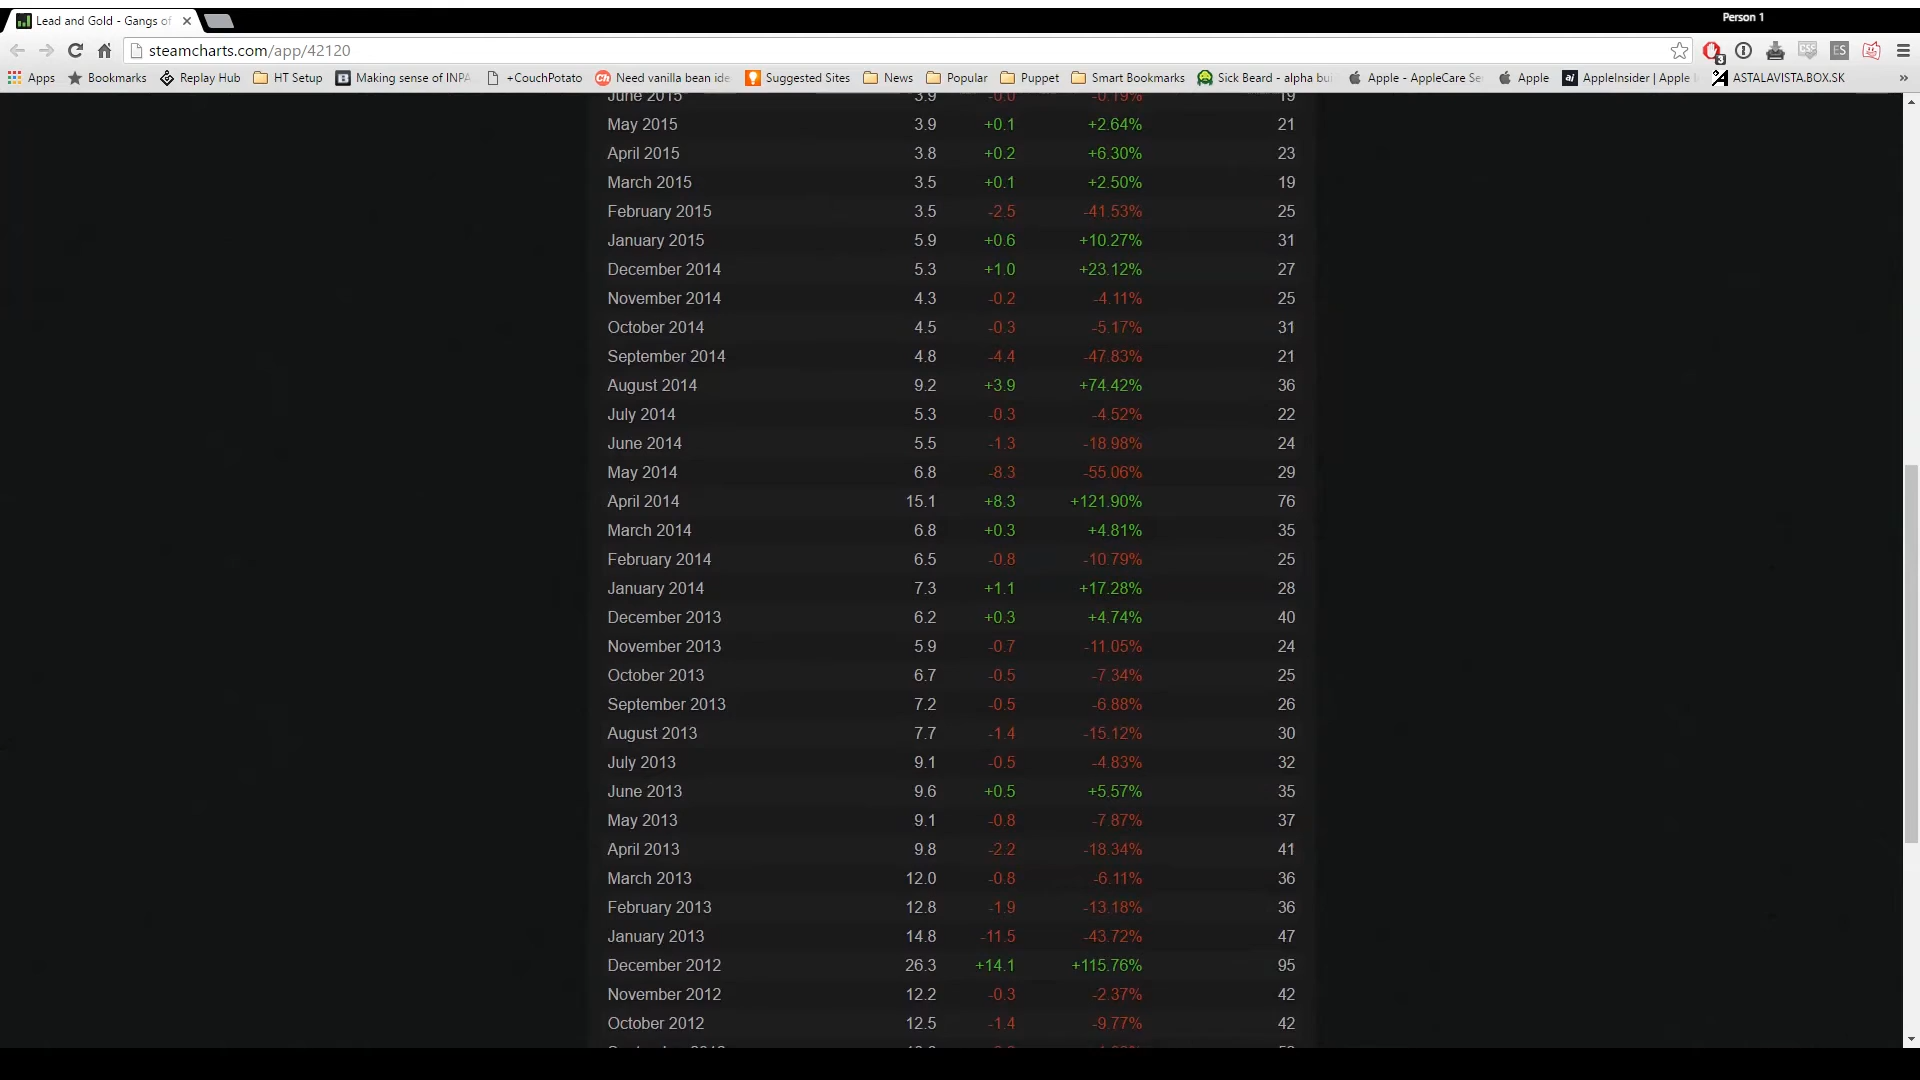 Lead and Gold - Gangs of
Person 1
steamcharts.com/app/42120
Apps Bookmarks Replay Hub HT Setup Making sense of INPA +CouchPotato Need vanilla bean ide Suggested Sites News Popular Puppet Smart Bookmarks Sick Beard - alpha bui Apple - AppleCare Se Apple AppleInsider | Apple ASTALAVISTA.BOX.SK »
June 2015 3.9 -0.0 -0.19% 19
May 2015 3.9 +0.1 +2.64% 21
April 2015 3.8 +0.2 +6.30% 23
March 2015 3.5 +0.1 +2.50% 19
February 2015 3.5 -2.5 -41.53% 25
January 2015 5.9 +0.6 +10.27% 31
December 2014 5.3 +1.0 +23.12% 27
November 2014 4.3 -0.2 -4.11% 25
October 2014 4.5 -0.3 -5.17% 31
September 2014 4.8 -4.4 -47.83% 21
August 2014 9.2 +3.9 +74.42% 36
July 2014 5.3 -0.3 -4.52% 22
June 2014 5.5 -1.3 -18.98% 24
May 2014 6.8 -8.3 -55.06% 29
April 2014 15.1 +8.3 +121.90% 76
March 2014 6.8 +0.3 +4.81% 35
February 2014 6.5 -0.8 -10.79% 25
January 2014 7.3 +1.1 +17.28% 28
December 2013 6.2 +0.3 +4.74% 40
November 2013 5.9 -0.7 -11.05% 24
October 2013 6.7 -0.5 -7.34% 25
September 2013 7.2 -0.5 -6.88% 26
August 2013 7.7 -1.4 -15.12% 30
July 2013 9.1 -0.5 -4.83% 32
June 2013 9.6 +0.5 +5.57% 35
May 2013 9.1 -0.8 -7.87% 37
April 2013 9.8 -2.2 -18.34% 41
March 2013 12.0 -0.8 -6.11% 36
February 2013 12.8 -1.9 -13.18% 36
January 2013 14.8 -11.5 -43.72% 47
December 2012 26.3 +14.1 +115.76% 95
November 2012 12.2 -0.3 -2.37% 42
October 2012 12.5 -1.4 -9.77% 42